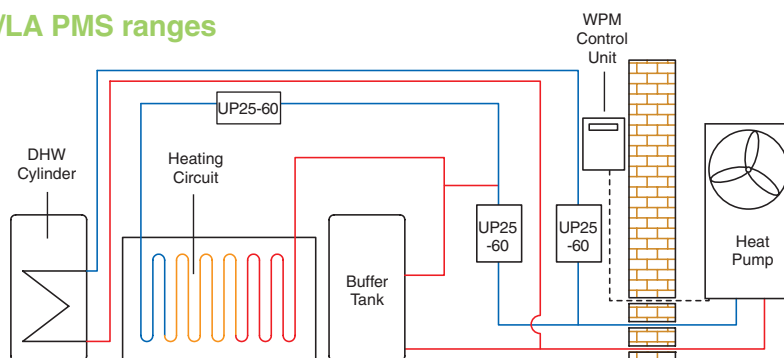 /LA PMS ranges
WPM
Control
Unit
UP25-60
DHW
Cylinder
Heating
Circuit
UP25
-60
UP25
-60
Heat
Pump
Buffer
Tank